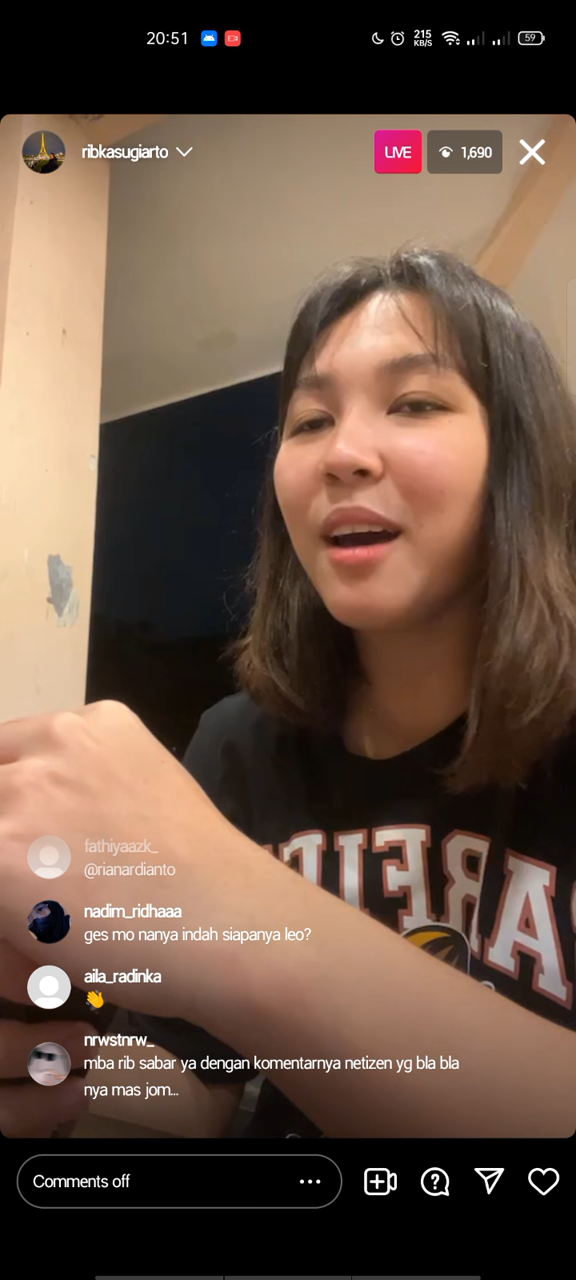 20:51
215
KB/S
59
ribkasugiarto
LIVE
1,690
fathiyaazk_
@rianardianto
nadim_ridhaaa
ges mo nanya indah siapanya leo?
aila_radinka
👋
nrwstnrw_
mba rib sabar ya dengan komentarnya netizen yg bla bla
nya mas jom...
Comments off